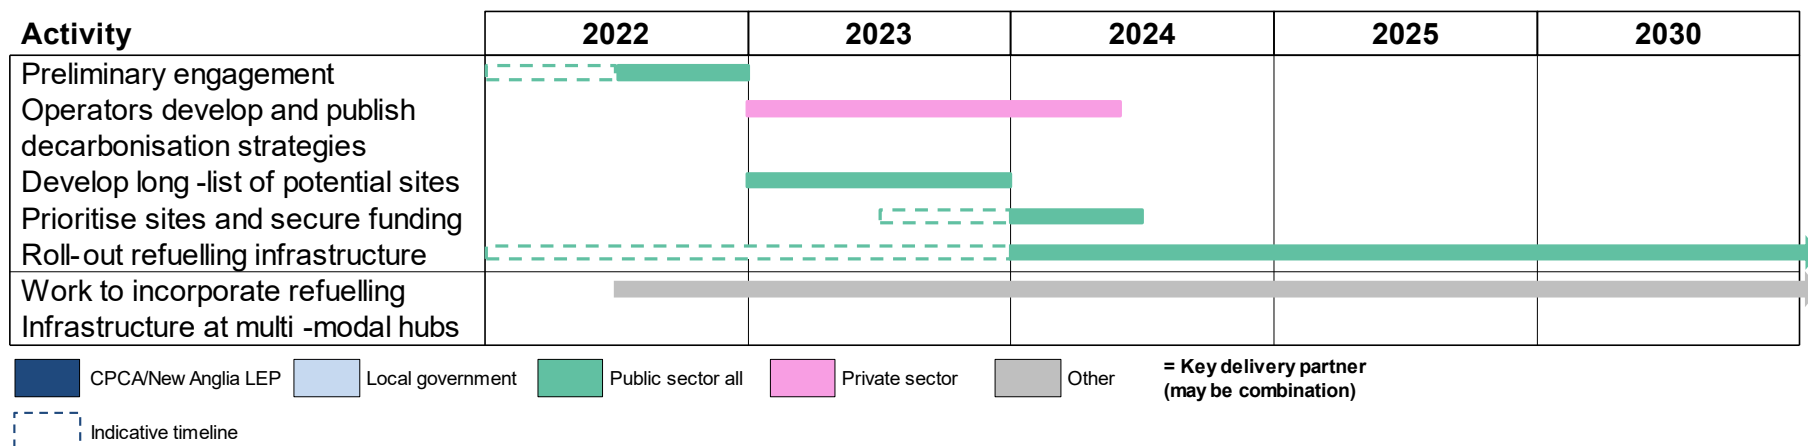 Activity 2022 2023 2024 2025 2030
Preliminary engagement
Operators develop and publish
decarbonisation strategies
Develop long -list of potential sites
Prioritise sites and secure funding
Roll-out refuelling infrastructure
Work to incorporate refuelling
Infrastructure at multi -modal hubs
CPCA/New Anglia LEP Local government Public sector all Private sector Other = Key delivery partner
(may be combination)
Indicative timeline